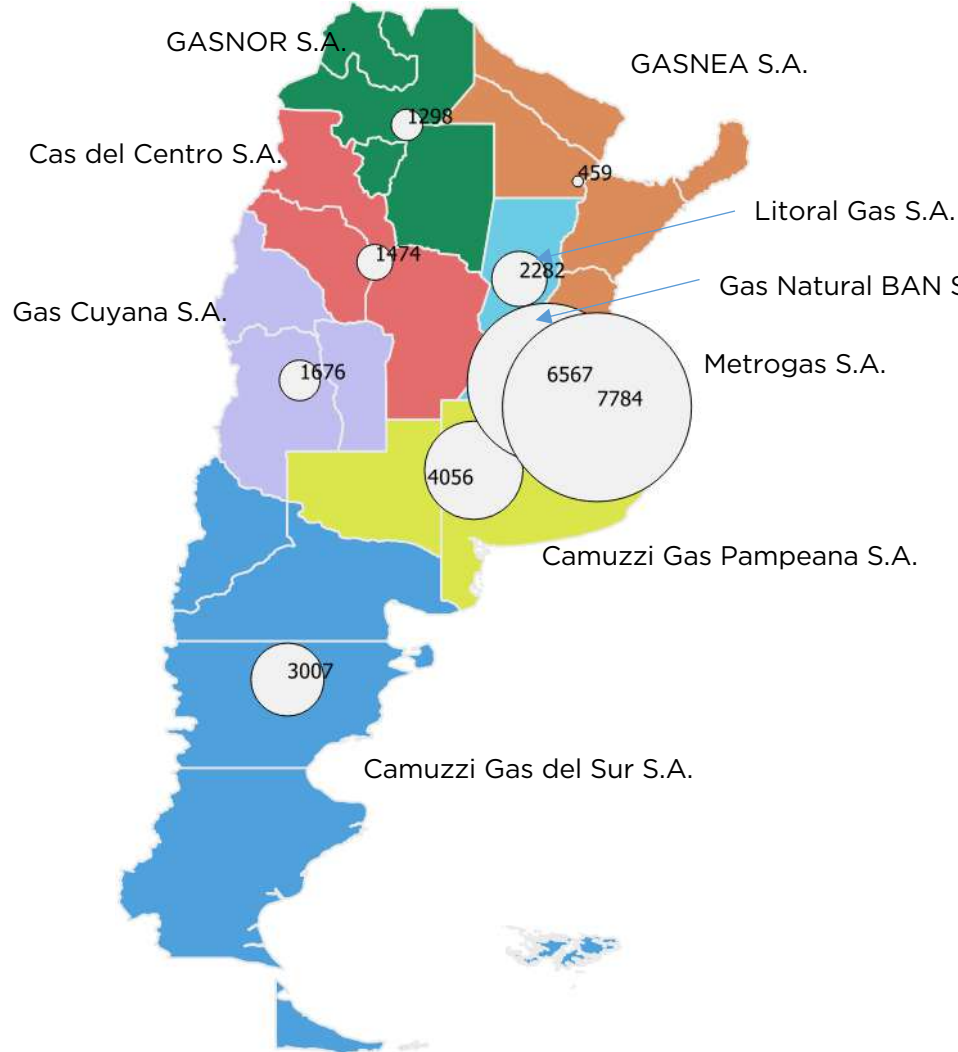 GASNOR S.A.
GASNEA S.A.
1298
Cas del Centro S.A.
459
Litoral Gas S.A.
1474
2282
Gas Natural BAN S
Gas Cuyana S.A.
Metrogas S.A.
1676
6567
7784
4056
Camuzzi Gas Pampeana S.A.
3007
Camuzzi Gas del Sur S.A.